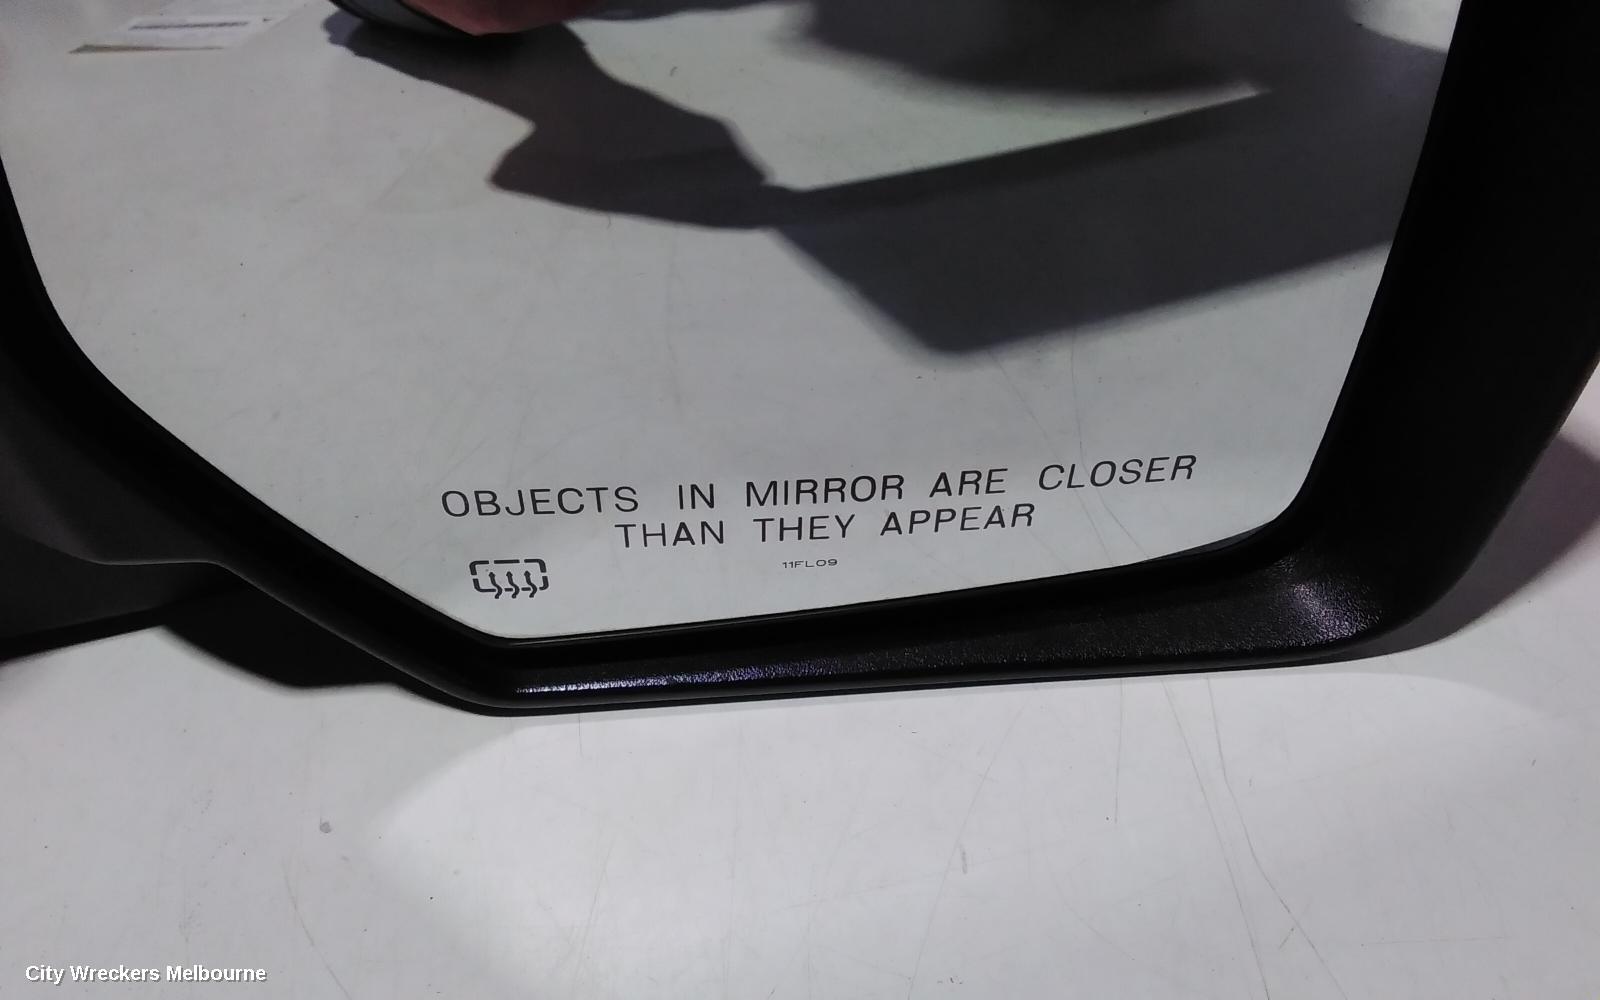 OBJECTS IN MIRROR ARE CLOSER
THAN THEY APPEAR
11FL09
City Wreckers Melbourne